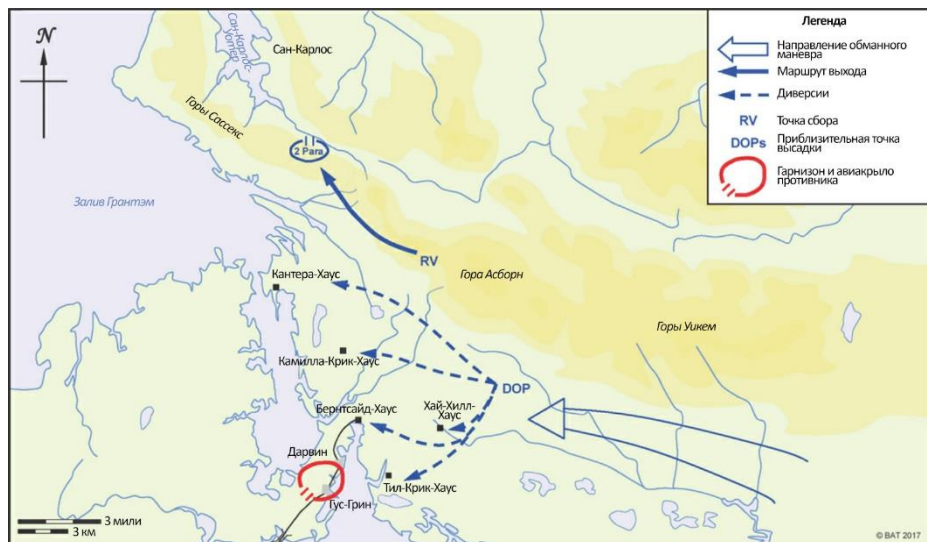 N
Сан-Карлос-
Уотер
Сан-Карлос
Горы Сассекс
2 Para
Залив Грантэм
RV
Гора Асборн
Кантера-Хаус
Горы Уикем
Камилла-Крик-Хаус
DOP
Бернтсайд-Хаус
Хай-Хилл-
Хаус
Дарвин
Тил-Крик-Хаус
Гус-Грин
3 мили
3 км
Легенда
Направление обманного
маневра
Маршрут выхода
Диверсии
RV
Точка сбора
DOPs
Приблизительная точка
высадки
Гарнизон и авиакрыло
противника
© BAT 2017